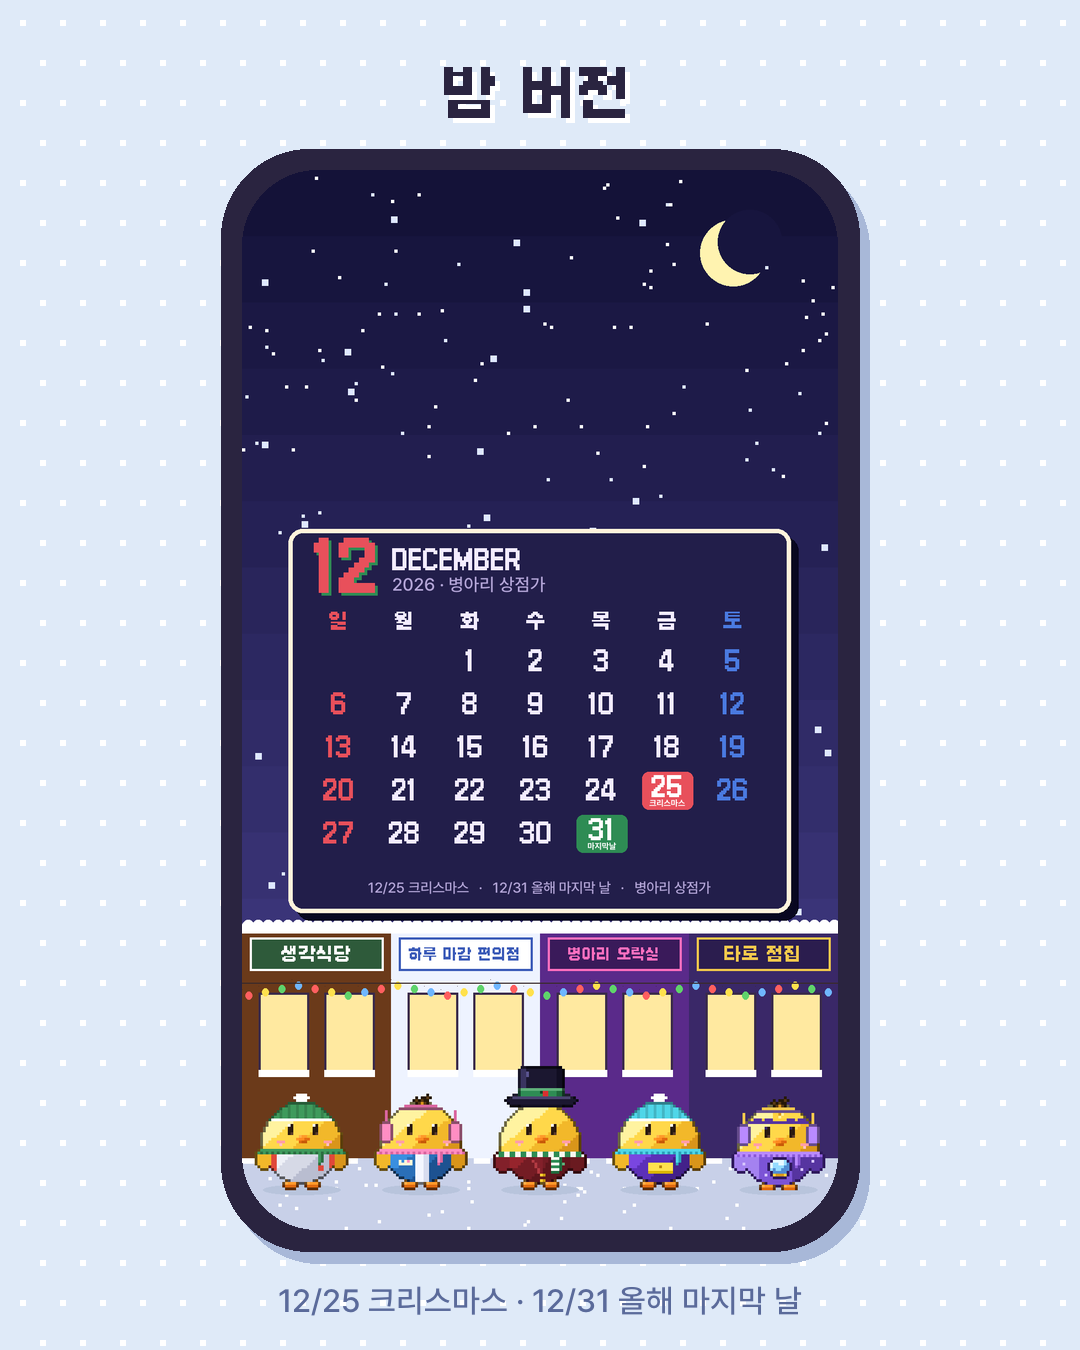 밤 버전
12 DECEMBER
2026 · 병아리 상점가
일 월 화 수 목 금 토
1 2 3 4 5
6 7 8 9 10 11 12
13 14 15 16 17 18 19
20 21 22 23 24 25 26
크리스마스
27 28 29 30 31
마지막날
12/25 크리스마스 · 12/31 올해 마지막 날 · 병아리 상점가
생각식당 하루 마감 편의점 병아리 오락실 타로 점집
12/25 크리스마스 · 12/31 올해 마지막 날